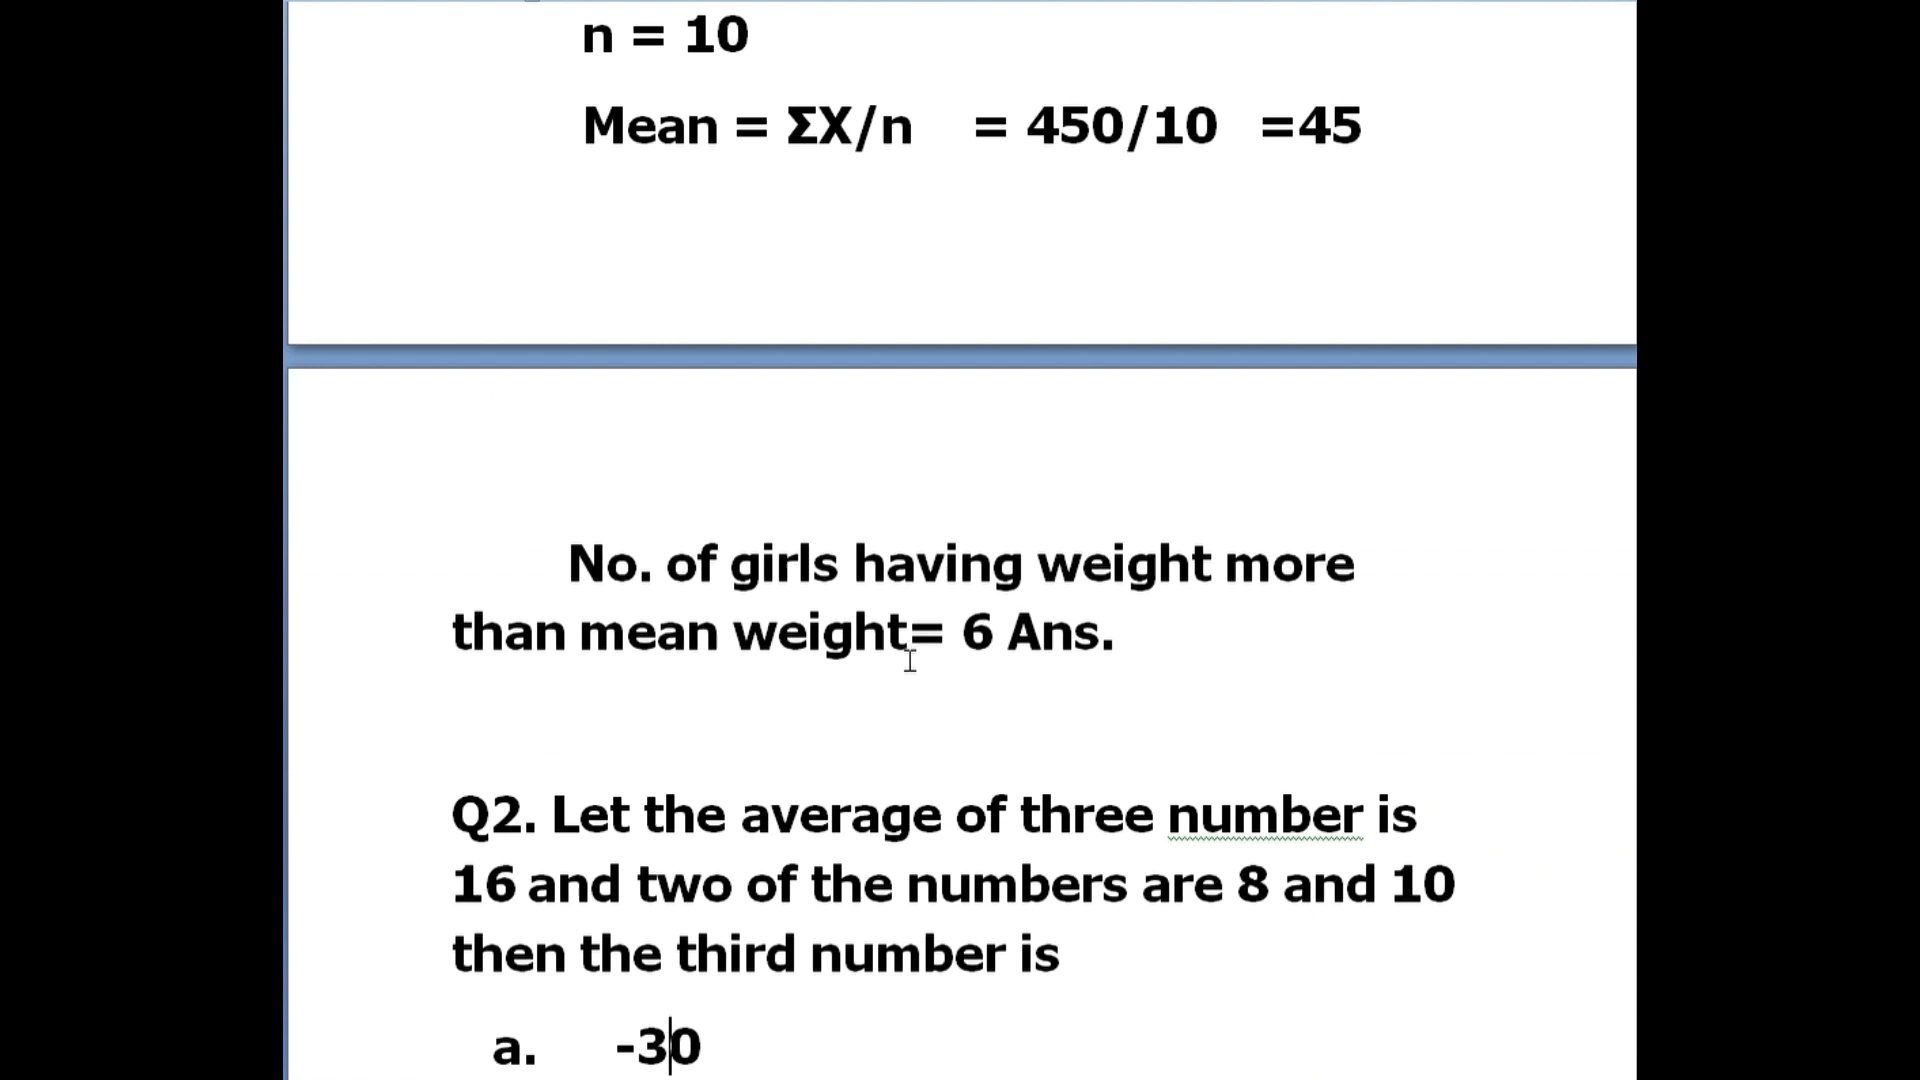 n = 10
Mean = ΣX/n = 450/10 =45
No. of girls having weight more
than mean weight= 6 Ans.
Q2. Let the average of three number is
16 and two of the numbers are 8 and 10
then the third number is
a. -30